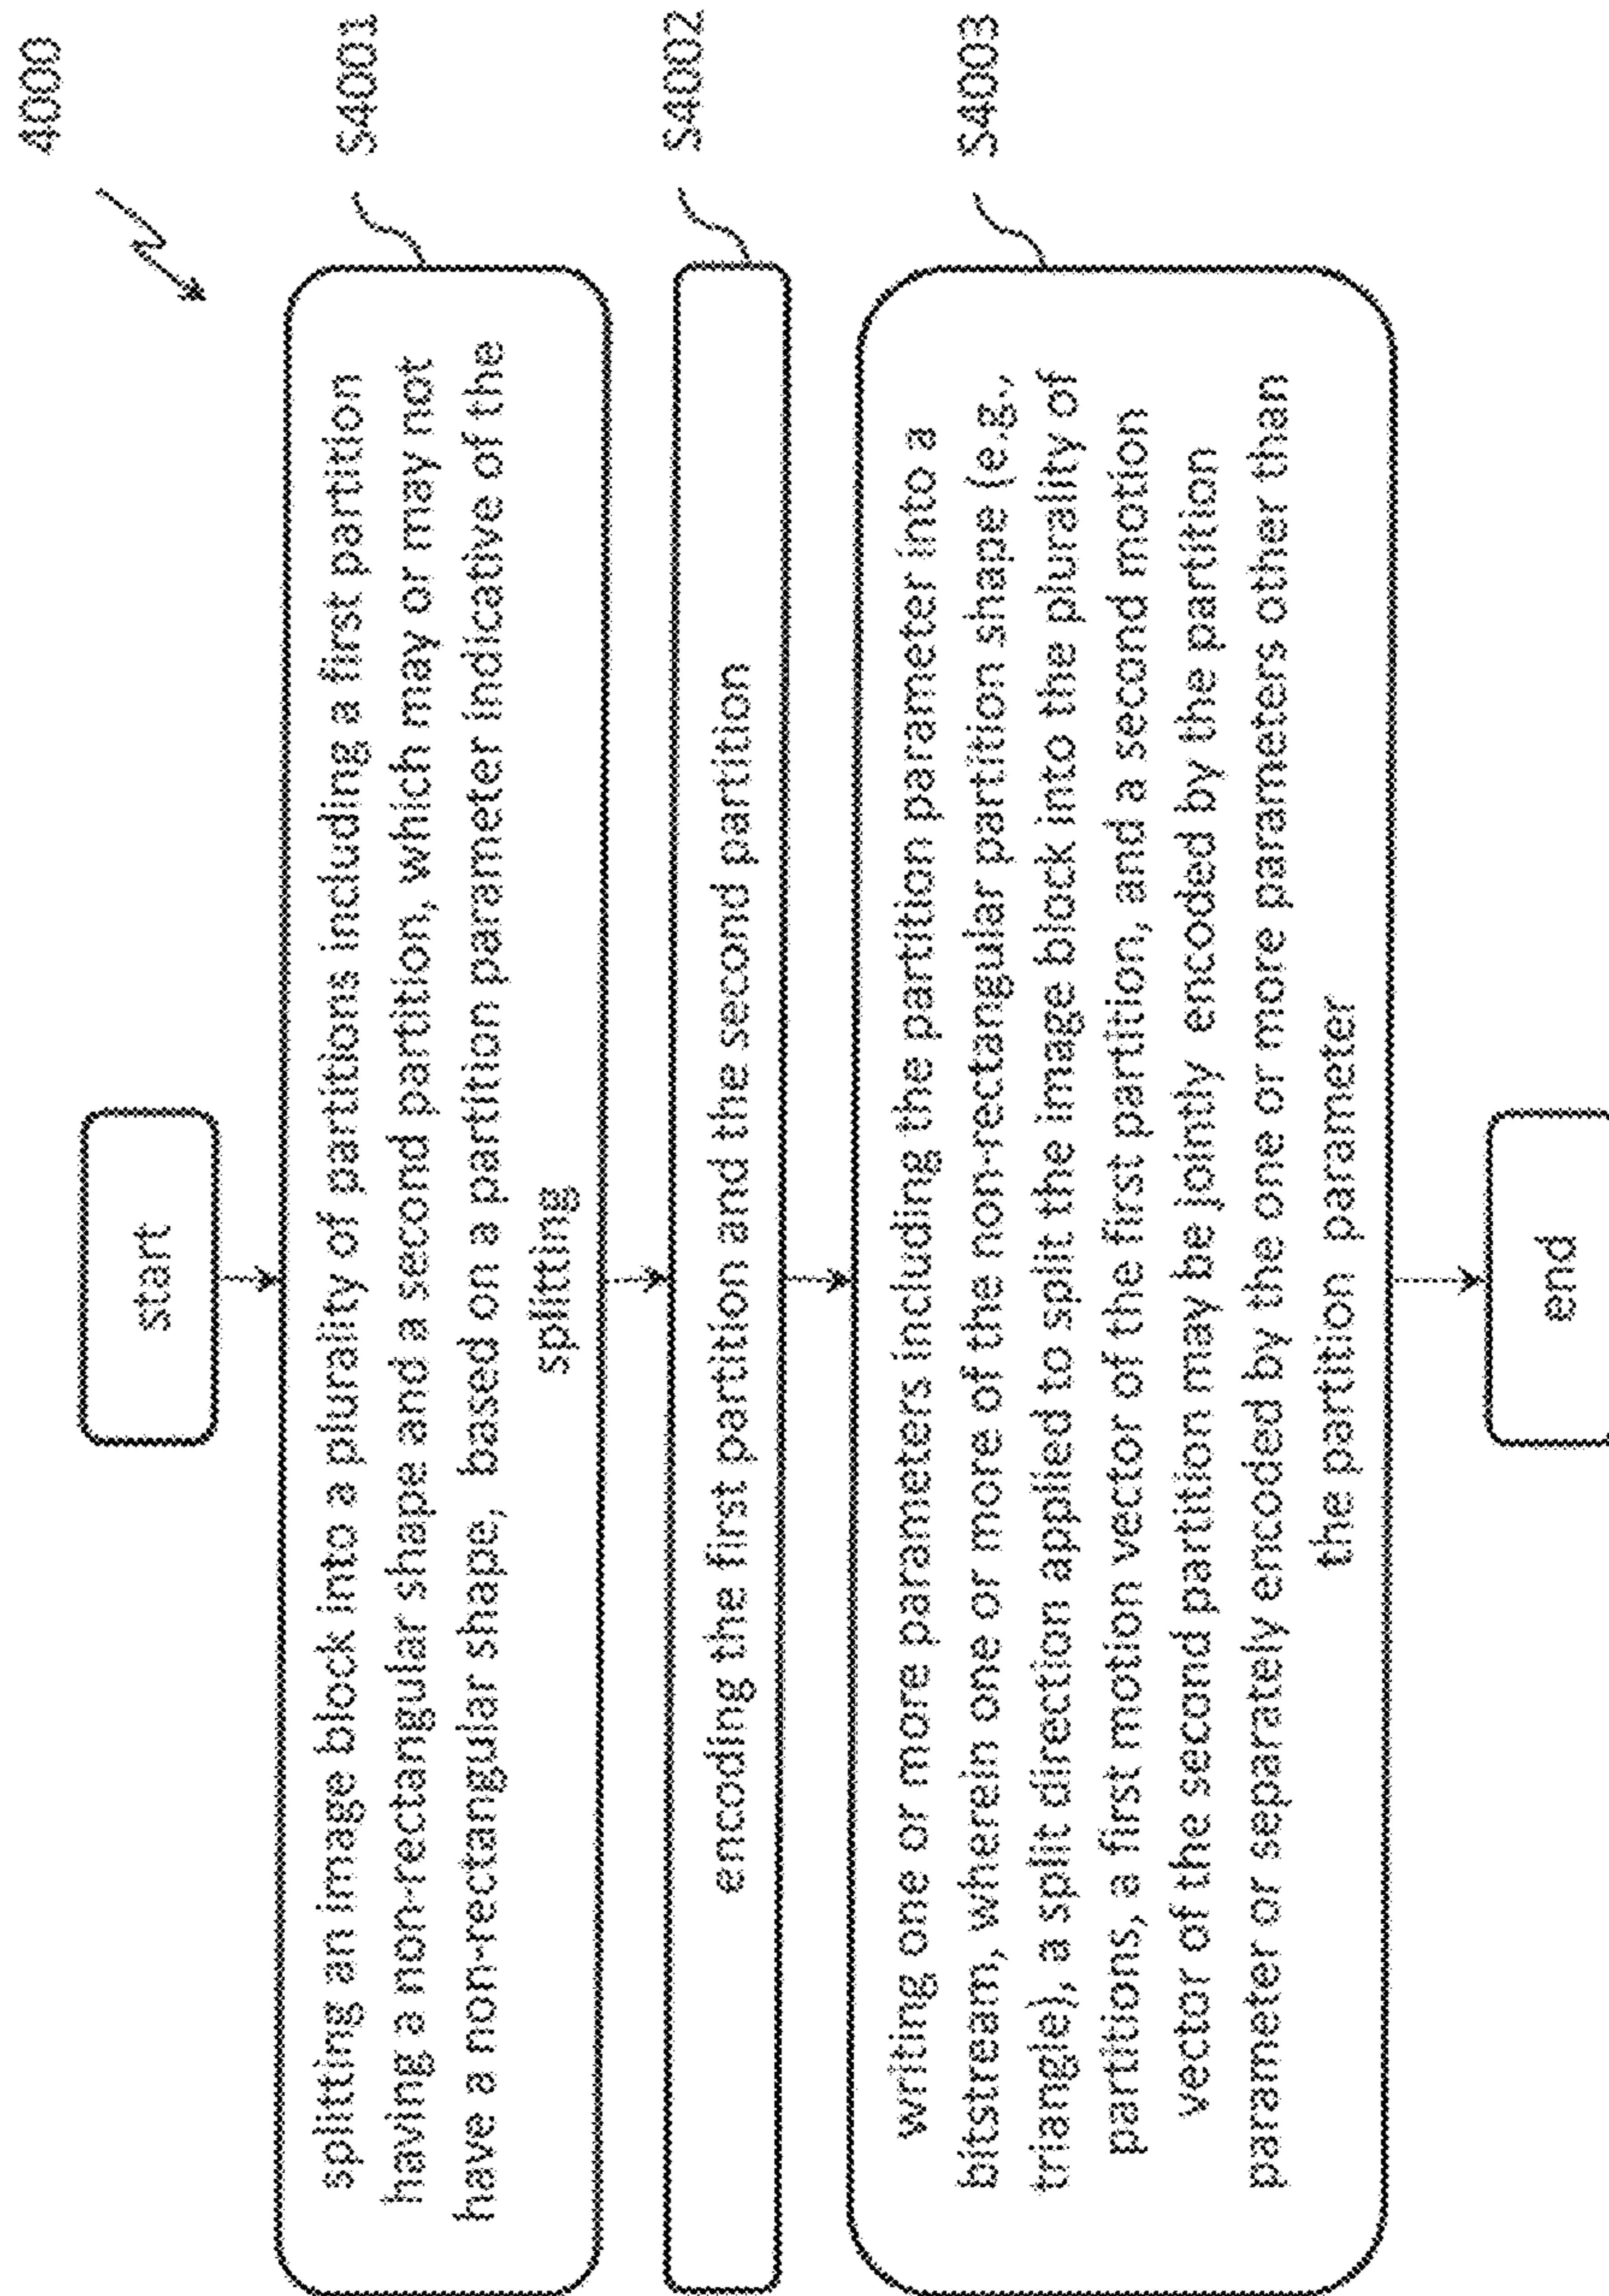 4000
start
splitting an image block into a plurality of partitions including a first partition
having a non-rectangular shape and a second partition, which may or may not
have a non-rectangular shape, based on a partition parameter indicative of the
splitting
S4001
encoding the first partition and the second partition
S4002
writing one or more parameters including the partition parameter into a
bitstream, wherein one or more of the non-rectangular partition shape (e.g.,
triangle), a split direction applied to split the image block into the plurality of
partitions, a first motion vector of the first partition, and a second motion
vector of the second partition may be jointly encoded by the partition
parameter or separately encoded by the one or more parameters other than
the partition parameter
S4003
end